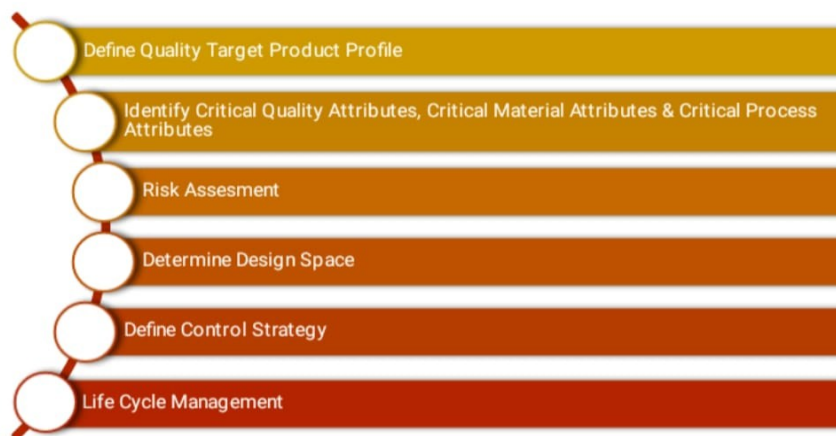 Define Quality Target Product Profile
Identify Critical Quality Attributes, Critical Material Attributes & Critical Process
Attributes
Risk Assesment
Determine Design Space
Define Control Strategy
Life Cycle Management